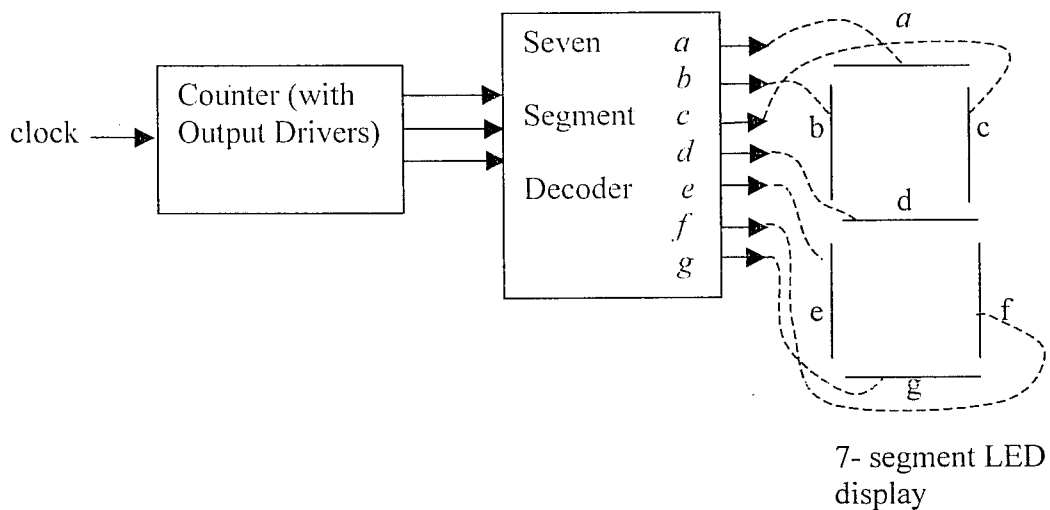 clock
Counter (with
Output Drivers)
Seven
Segment
Decoder
a
b
c
d
e
f
g
a
b
c
d
e
f
g
7- segment LED
display